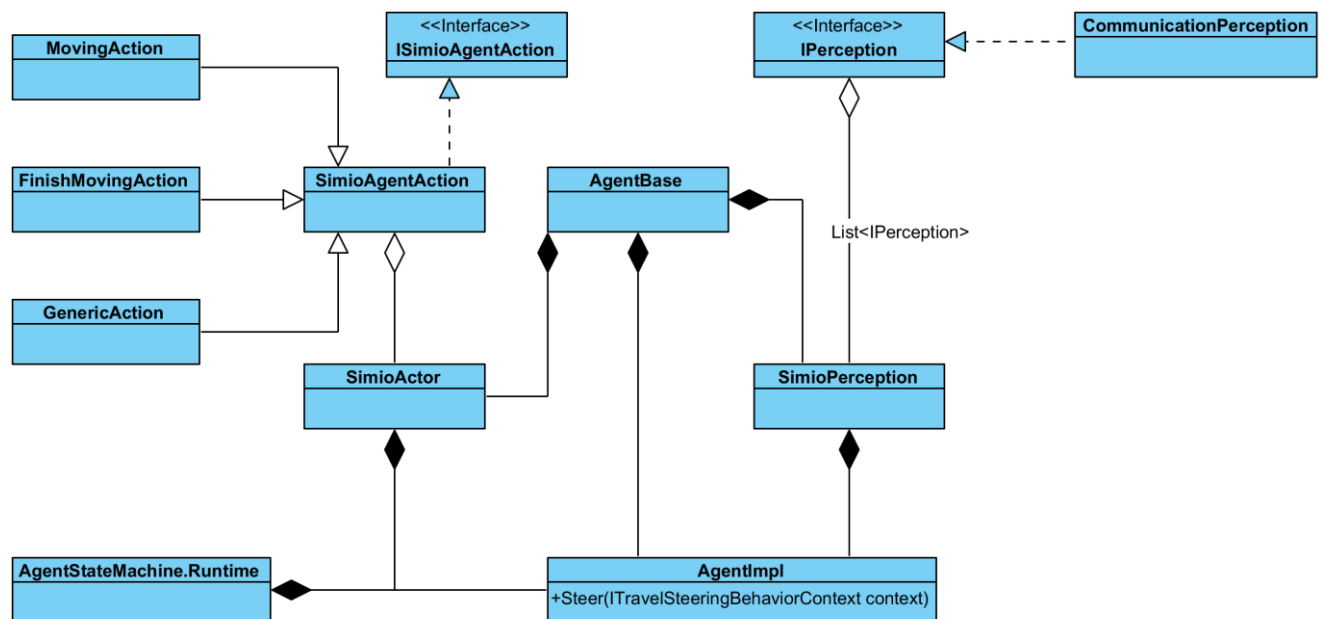 MovingAction
<<Interface>>
ISimioAgentAction
<<Interface>>
IPerception
CommunicationPerception
FinishMovingAction
SimioAgentAction
AgentBase
List<IPerception>
GenericAction
SimioActor
SimioPerception
AgentStateMachine.Runtime
AgentImpl
+Steer(ITravelSteeringBehaviorContext context)